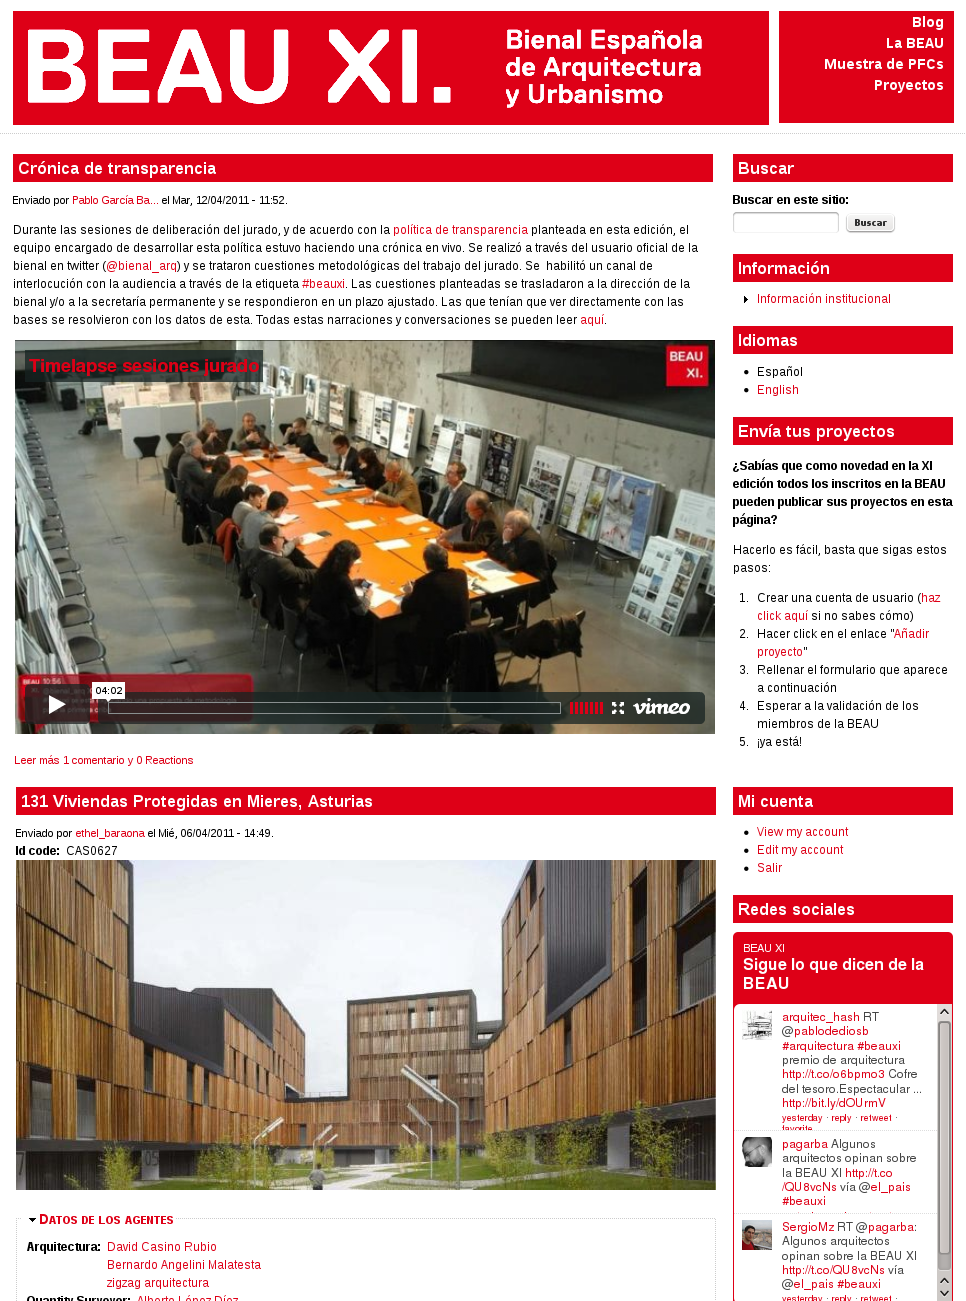 BEAU XI.
Bienal Española
de Arquitectura
y Urbanismo
Blog
La BEAU
Muestra de PFCs
Proyectos
Crónica de transparencia
Enviado por Pablo García Ba... el Mar, 12/04/2011 - 11:52.
Durante las sesiones de deliberación del jurado, y de acuerdo con la política de transparencia planteada en esta edición, el
equipo encargado de desarrollar esta política estuvo haciendo una crónica en vivo. Se realizó a través del usuario oficial de la
bienal en twitter (@bienal_arq) y se trataron cuestiones metodológicas del trabajo del jurado. Se habilitó un canal de
interlocución con la audiencia a través de la etiqueta #beauxi. Las cuestiones planteadas se trasladaron a la dirección de la
bienal y/o a la secretaría permanente y se respondieron en un plazo ajustado. Las que tenían que ver directamente con las
bases se resolvieron con los datos de esta. Todas estas narraciones y conversaciones se pueden leer aquí.
Timelapse sesiones jurado
BEAU
XI.
BEAU 10:56
04:02
vimeo
Leer más 1 comentario y 0 Reactions
131 Viviendas Protegidas en Mieres, Asturias
Enviado por ethel_baraona el Mié, 06/04/2011 - 14:49.
Id code: CAS0627
Datos de los agentes
Arquitectura: David Casino Rubio
Bernardo Angelini Malatesta
zigzag arquitectura
Quantity Surveyor: Alberto López Díez
Buscar
Buscar en este sitio:
Buscar
Información
Información institucional
Idiomas
Español
English
Envía tus proyectos
¿Sabías que como novedad en la XI
edición todos los inscritos en la BEAU
pueden publicar sus proyectos en esta
página?
Hacerlo es fácil, basta que sigas estos
pasos:
1. Crear una cuenta de usuario (haz
click aquí si no sabes cómo)
2. Hacer click en el enlace "Añadir
proyecto"
3. Rellenar el formulario que aparece
a continuación
4. Esperar a la validación de los
miembros de la BEAU
5. ¡ya está!
Mi cuenta
View my account
Edit my account
Salir
Redes sociales
BEAU XI
Sigue lo que dicen de la
BEAU
arquitec_hash RT
@pablodediosb
#arquitectura #beauxi
premio de arquitectura
http://t.co/o6bpmo3 Cofre
del tesoro.Espectacular ...
http://bit.ly/dOUrmV
yesterday · reply · retweet ·
favorite
pagarba Algunos
arquitectos opinan sobre
la BEAU XI http://t.co
/QU8vcNs vía @el_pais
#beauxi
SergioMz RT @pagarba:
Algunos arquitectos
opinan sobre la BEAU XI
http://t.co/QU8vcNs vía
@el_pais #beauxi
yesterday · reply · retweet ·